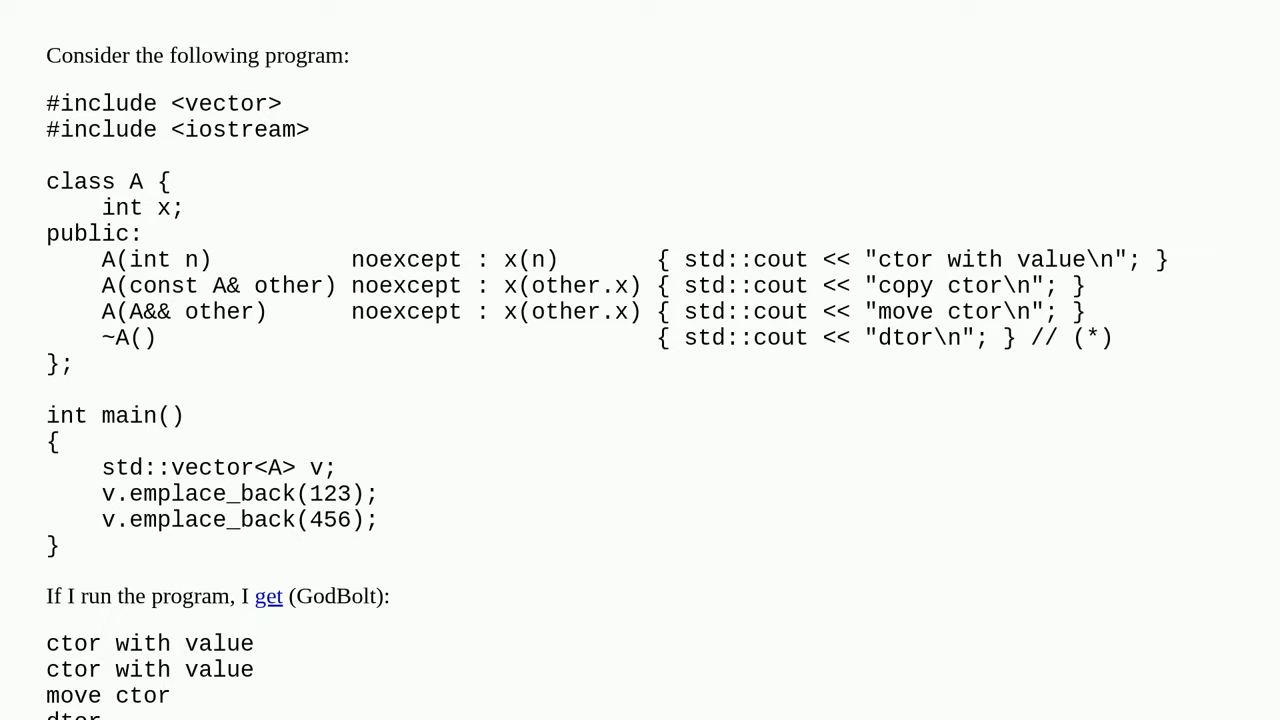 Consider the following program:
#include <vector>
#include <iostream>
class A {
    int x;
public:
    A(int n)          noexcept : x(n)       { std::cout << "ctor with value\n"; }
    A(const A& other) noexcept : x(other.x) { std::cout << "copy ctor\n"; }
    A(A&& other)      noexcept : x(other.x) { std::cout << "move ctor\n"; }
    ~A()                                    { std::cout << "dtor\n"; } // (*)
};
int main()
{
    std::vector<A> v;
    v.emplace_back(123);
    v.emplace_back(456);
}
If I run the program, I get (GodBolt):
ctor with value
ctor with value
move ctor
dtor